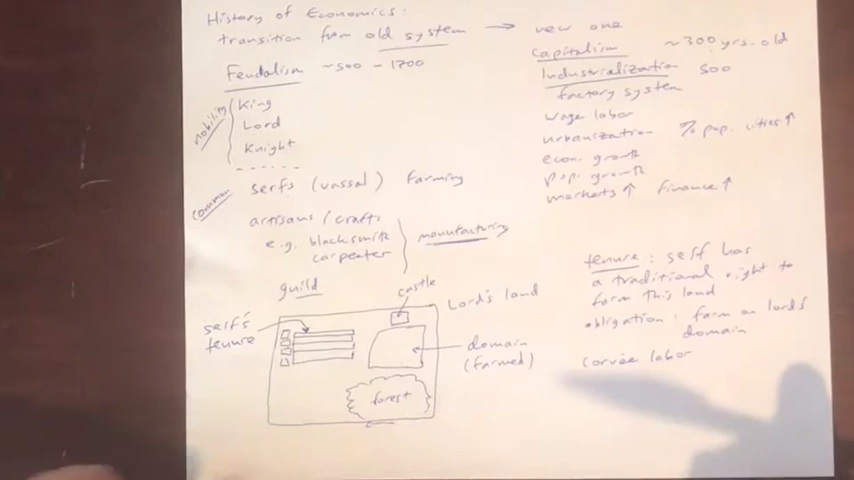 History of Economics:
transition from old system → new one
Feudalism ~500 - 1700
nobility
King
Lord
Knight
common
serfs (vassal) farming
artisans / crafts
e.g. blacksmith
carpenter
manufacturing
guild
Capitalism ~300 yrs. old
Industrialization 500
factory system
wage labor
urbanization % pop. cities ↑
econ. growth
pop. growth
markets ↑ finance ↑
castle
Lord's land
serf's
tenure
domain
(farmed)
forest
tenure : serf has
a traditional right to
farm this land
obligation : farm on lord's
domain
corvée labor